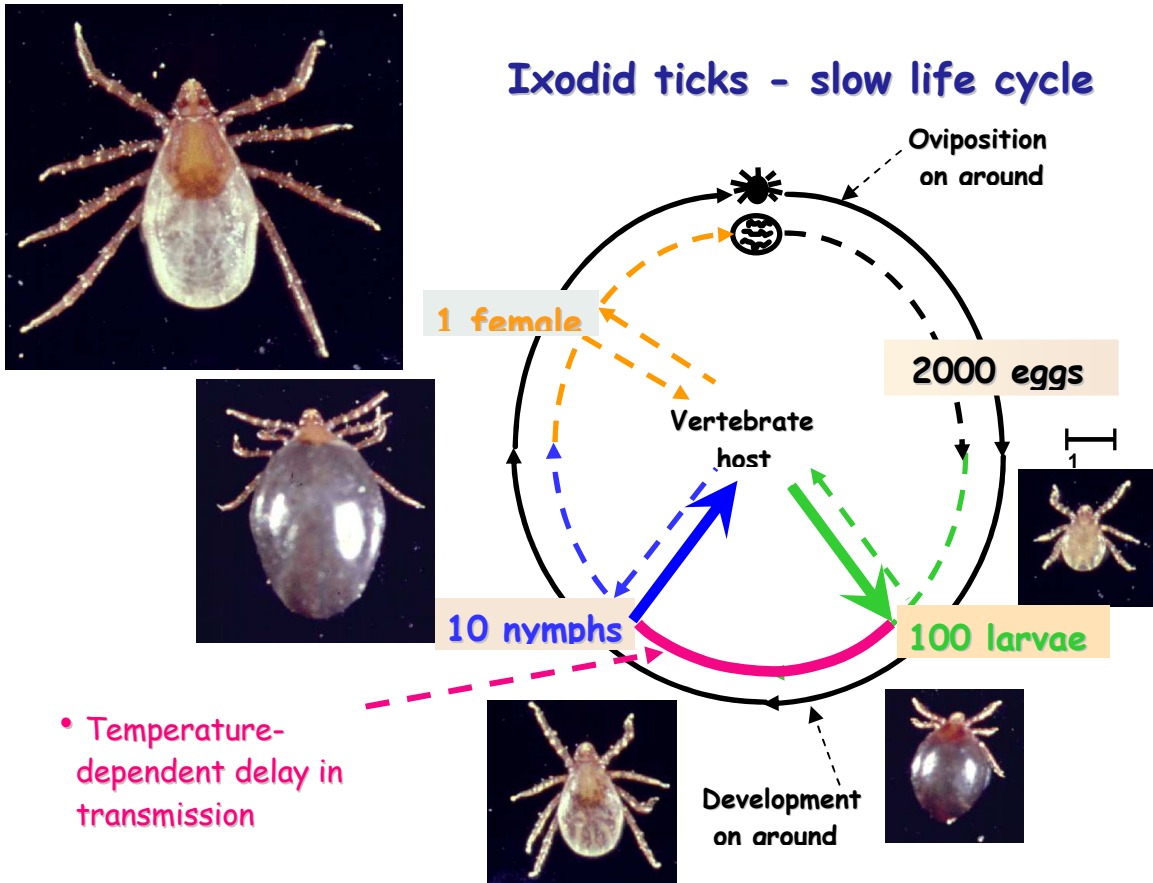 Ixodid ticks - slow life cycle
Oviposition
on around
1 female
2000 eggs
Vertebrate
host
1
10 nymphs
100 larvae
• Temperature-
dependent delay in
transmission
Development
on around